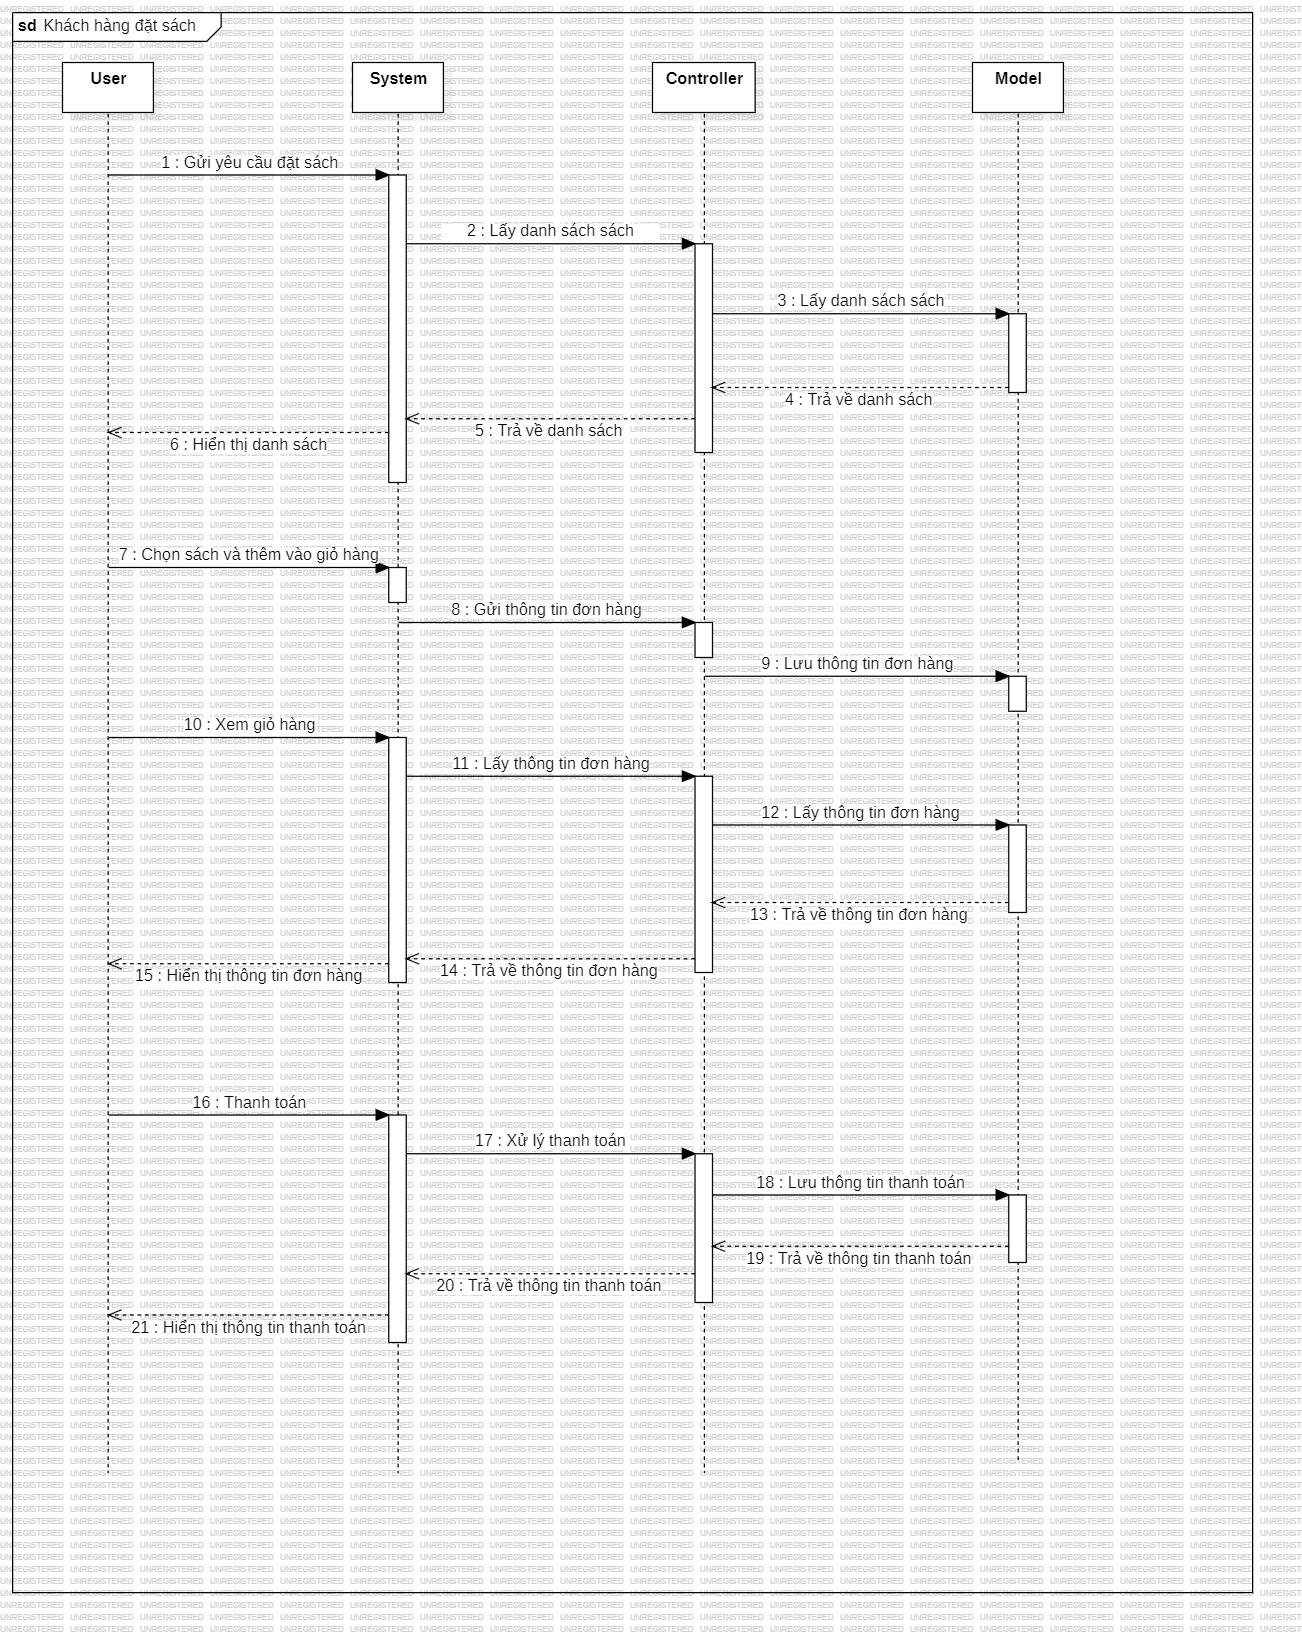 sd Khách hàng đặt sách
User
System
Controller
Model
1 : Gửi yêu cầu đặt sách
2 : Lấy danh sách sách
3 : Lấy danh sách sách
4 : Trả về danh sách
5 : Trả về danh sách
6 : Hiển thị danh sách
7 : Chọn sách và thêm vào giỏ hàng
8 : Gửi thông tin đơn hàng
9 : Lưu thông tin đơn hàng
10 : Xem giỏ hàng
11 : Lấy thông tin đơn hàng
12 : Lấy thông tin đơn hàng
13 : Trả về thông tin đơn hàng
14 : Trả về thông tin đơn hàng
15 : Hiển thị thông tin đơn hàng
16 : Thanh toán
17 : Xử lý thanh toán
18 : Lưu thông tin thanh toán
19 : Trả về thông tin thanh toán
20 : Trả về thông tin thanh toán
21 : Hiển thị thông tin thanh toán
UNREGISTERED